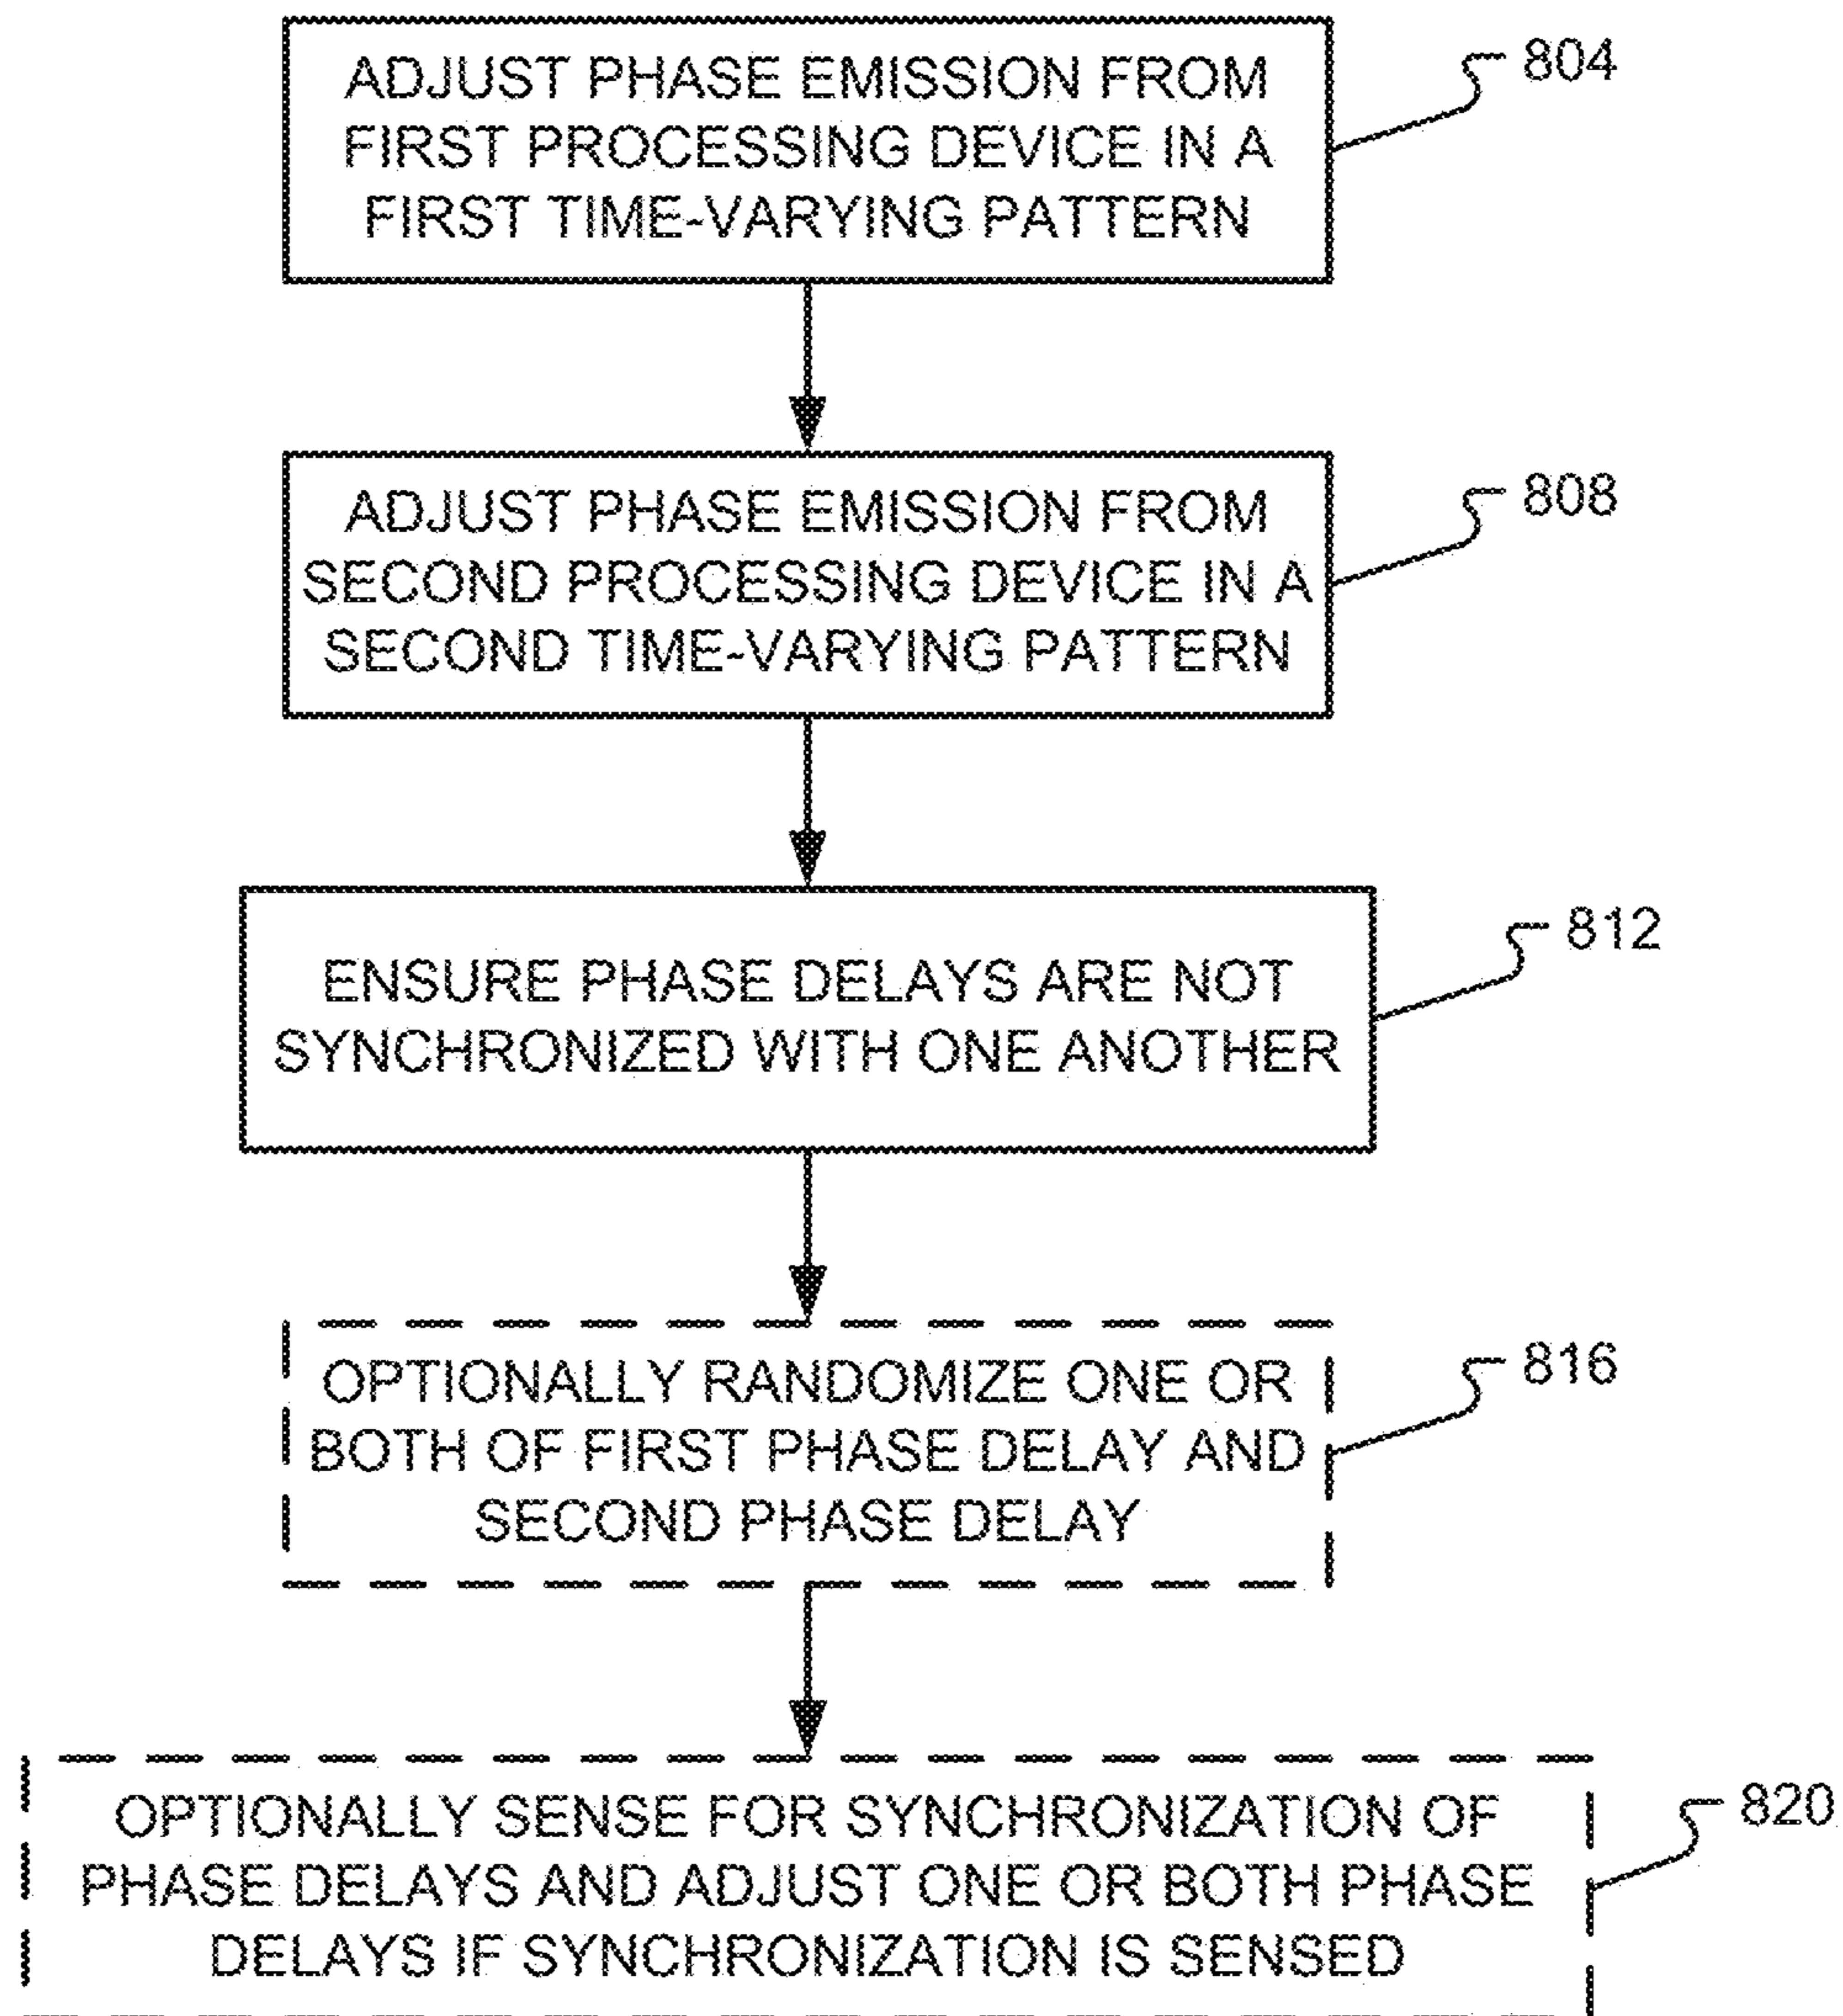 ADJUST PHASE EMISSION FROM
FIRST PROCESSING DEVICE IN A
FIRST TIME-VARYING PATTERN
804
ADJUST PHASE EMISSION FROM
SECOND PROCESSING DEVICE IN A
SECOND TIME-VARYING PATTERN
808
ENSURE PHASE DELAYS ARE NOT
SYNCHRONIZED WITH ONE ANOTHER
812
OPTIONALLY RANDOMIZE ONE OR
BOTH OF FIRST PHASE DELAY AND
SECOND PHASE DELAY
816
OPTIONALLY SENSE FOR SYNCHRONIZATION OF
PHASE DELAYS AND ADJUST ONE OR BOTH PHASE
DELAYS IF SYNCHRONIZATION IS SENSED
820